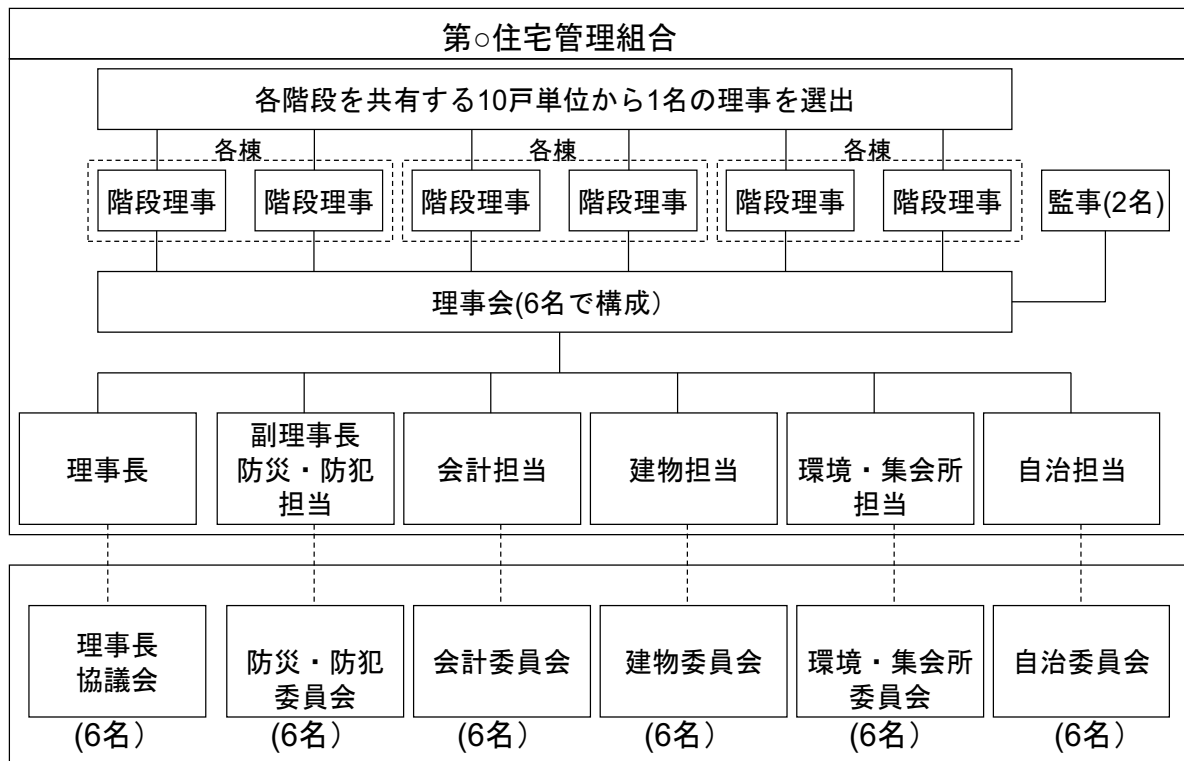 第○住宅管理組合
各階段を共有する10戸単位から1名の理事を選出
各棟
各棟
各棟
階段理事
階段理事
階段理事
階段理事
階段理事
階段理事
監事(2名)
理事会(6名で構成）
理事長
副理事長
防災・防犯
担当
会計担当
建物担当
環境・集会所
担当
自治担当
理事長
協議会
防災・防犯
委員会
会計委員会
建物委員会
環境・集会所
委員会
自治委員会
(6名）
(6名）
(6名）
(6名）
(6名）
(6名）